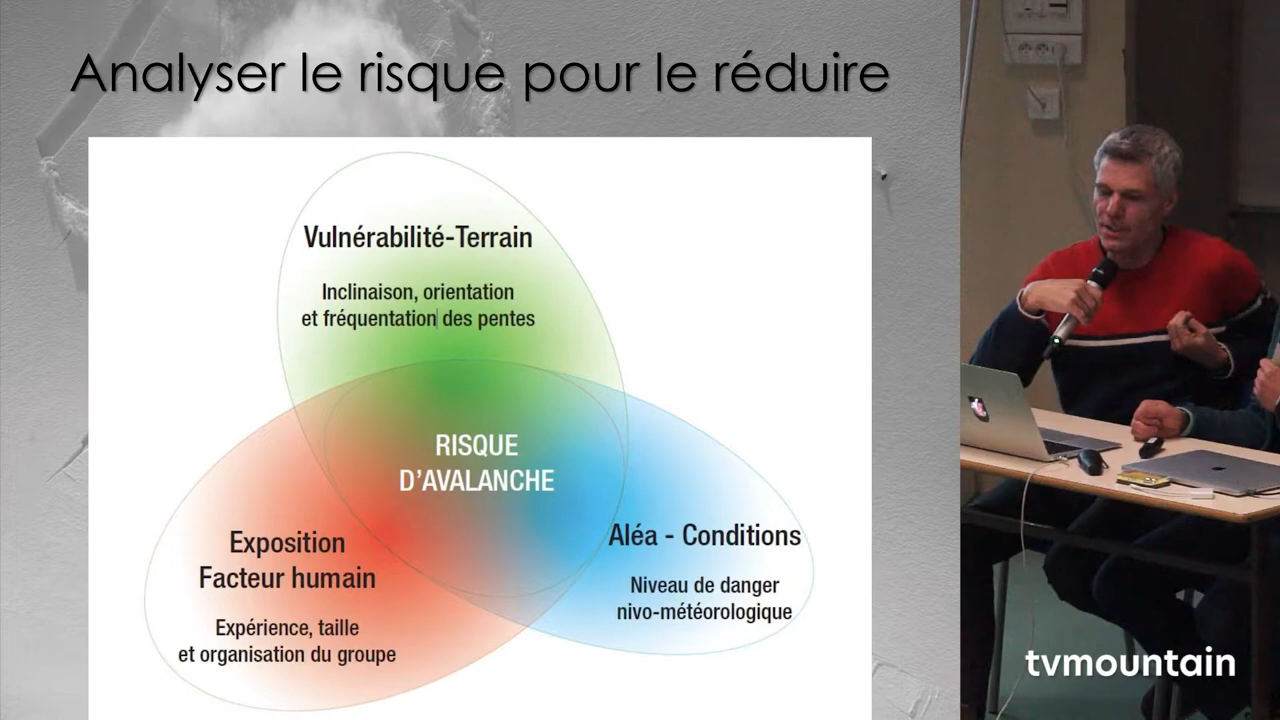 Analyser le risque pour le réduire
Vulnérabilité-Terrain
Inclinaison, orientation
et fréquentation des pentes
RISQUE
D'AVALANCHE
Exposition
Facteur humain
Expérience, taille
et organisation du groupe
Aléa - Conditions
Niveau de danger
nivo-météorologique
tvmountain